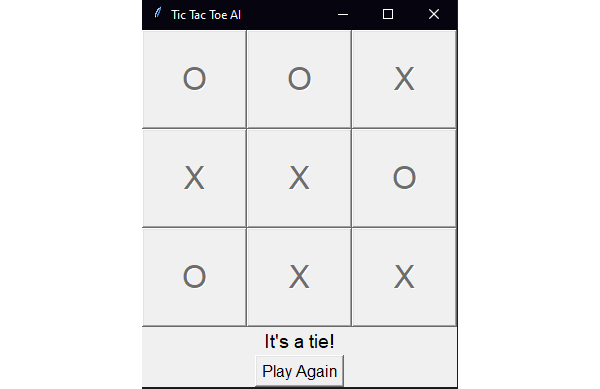 Tic Tac Toe AI
O O X
X X O
O X X
It's a tie!
Play Again